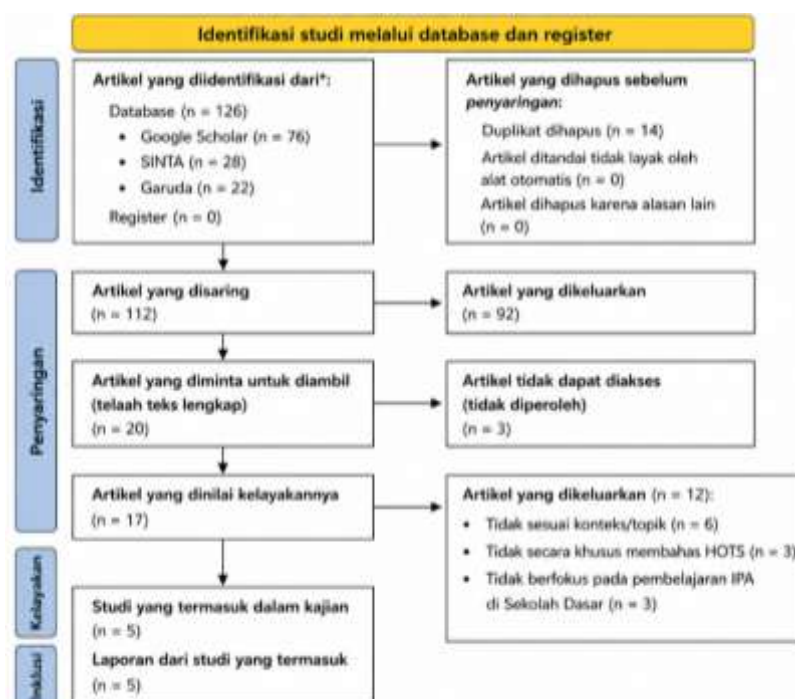 Identifikasi studi melalui database dan register
Identifikasi
Artikel yang diidentifikasi dari*:
Database (n = 126)
• Google Scholar (n = 76)
• SINTA (n = 28)
• Garuda (n = 22)
Register (n = 0)
Artikel yang dihapus sebelum
penyaringan:
Duplikat dihapus (n = 14)
Artikel ditandai tidak layak oleh
alat otomatis (n = 0)
Artikel dihapus karena alasan lain
(n = 0)
Penyaringan
Artikel yang disaring
(n = 112)
Artikel yang dikeluarkan
(n = 92)
Artikel yang diminta untuk diambil
(telaah teks lengkap)
(n = 20)
Artikel tidak dapat diakses
(tidak diperoleh)
(n = 3)
Artikel yang dinilai kelayakannya
(n = 17)
Artikel yang dikeluarkan (n = 12):
• Tidak sesuai konteks/topik (n = 6)
• Tidak secara khusus membahas HOTS (n = 3)
• Tidak berfokus pada pembelajaran IPA
di Sekolah Dasar (n = 3)
Kelayakan
Studi yang termasuk dalam kajian
(n = 5)
Inklusi
Laporan dari studi yang termasuk
(n = 5)